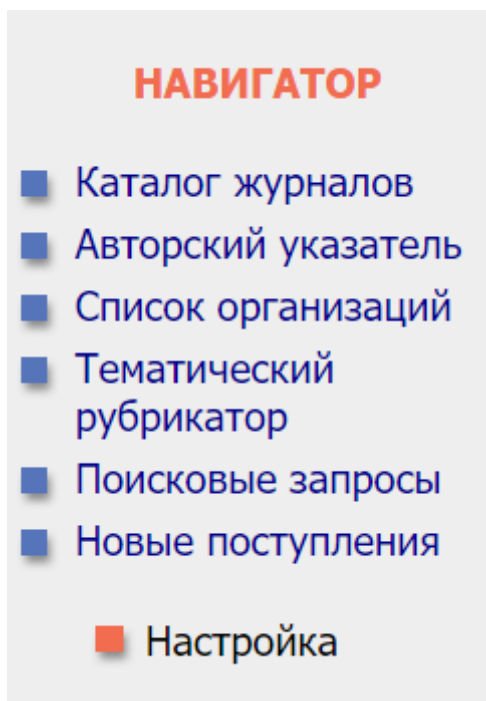 НАВИГАТОР
Каталог журналов
Авторский указатель
Список организаций
Тематический
рубрикатор
Поисковые запросы
Новые поступления
Настройка